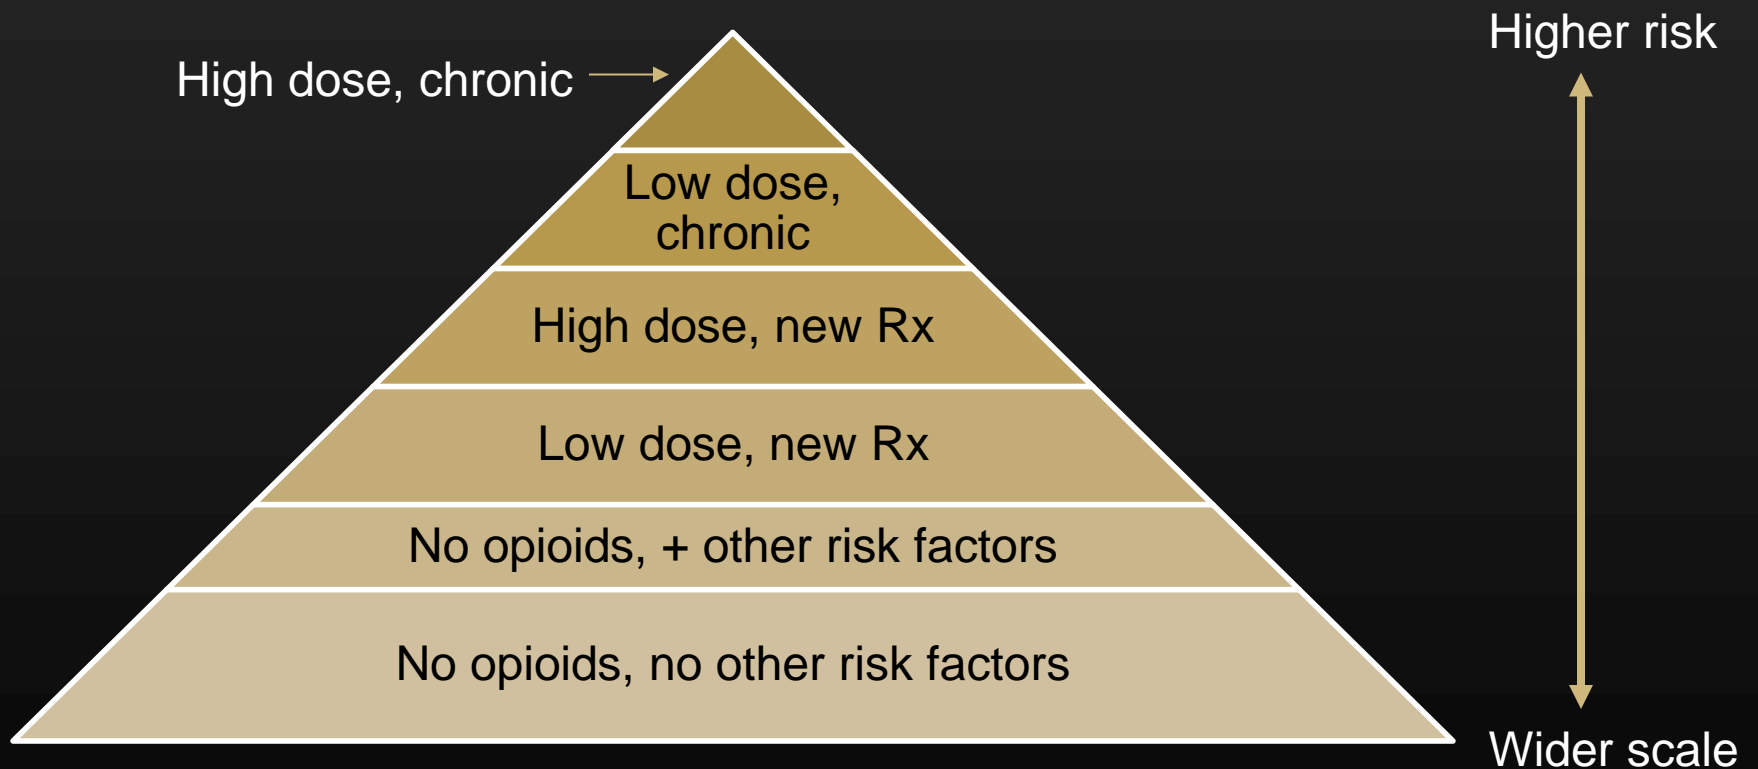 Higher risk
High dose, chronic
Low dose,
chronic
High dose, new Rx
Low dose, new Rx
No opioids, + other risk factors
No opioids, no other risk factors
Wider scale